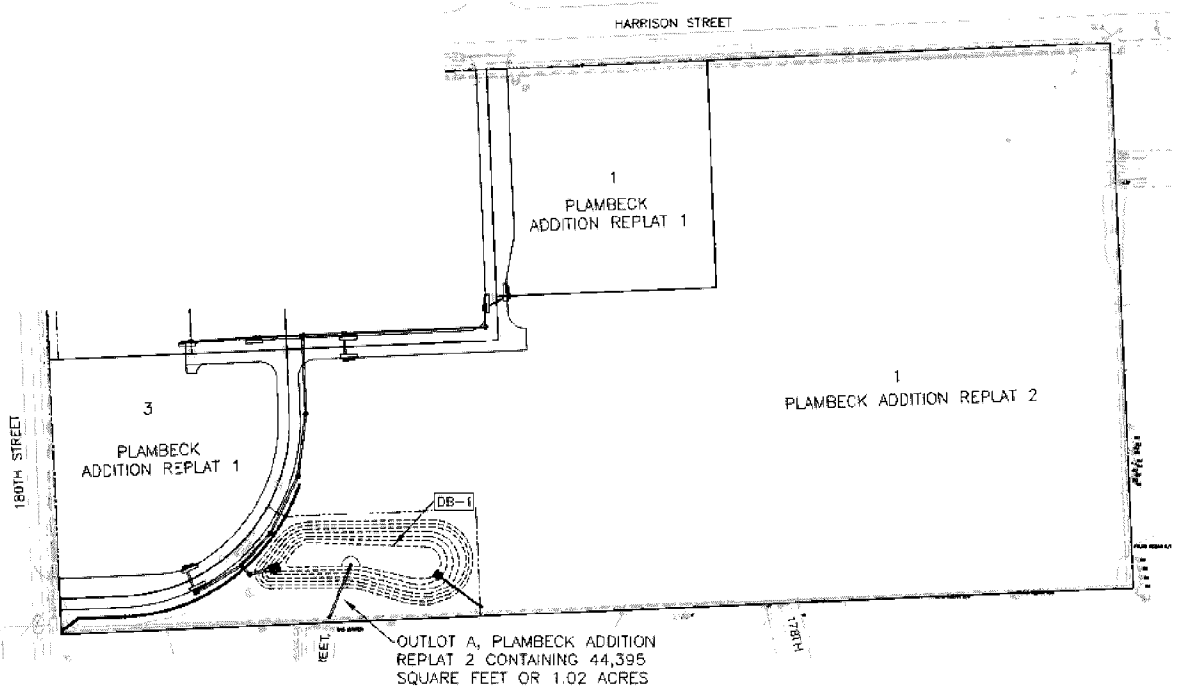 HARRISON STREET
1
PLAMBECK
ADDITION REPLAT 1
1
PLAMBECK ADDITION REPLAT 2
3
PLAMBECK
ADDITION REPLAT 1
180TH STREET
DB-1
178TH
OUTLOT A, PLAMBECK ADDITION
REPLAT 2 CONTAINING 44,395
SQUARE FEET OR 1.02 ACRES